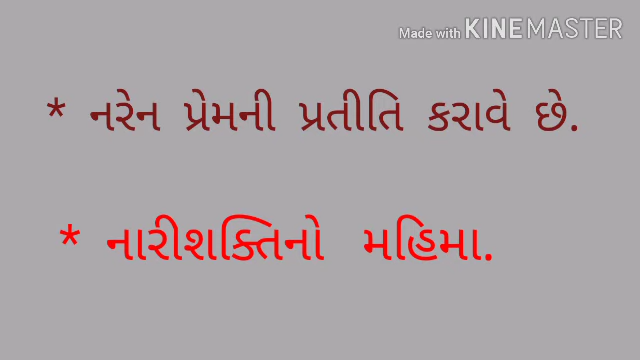 Made with KINEMASTER
* નરેન પ્રેમની પ્રતીતિ કરાવે છે.
* નારીશક્તિનો મહિમા.